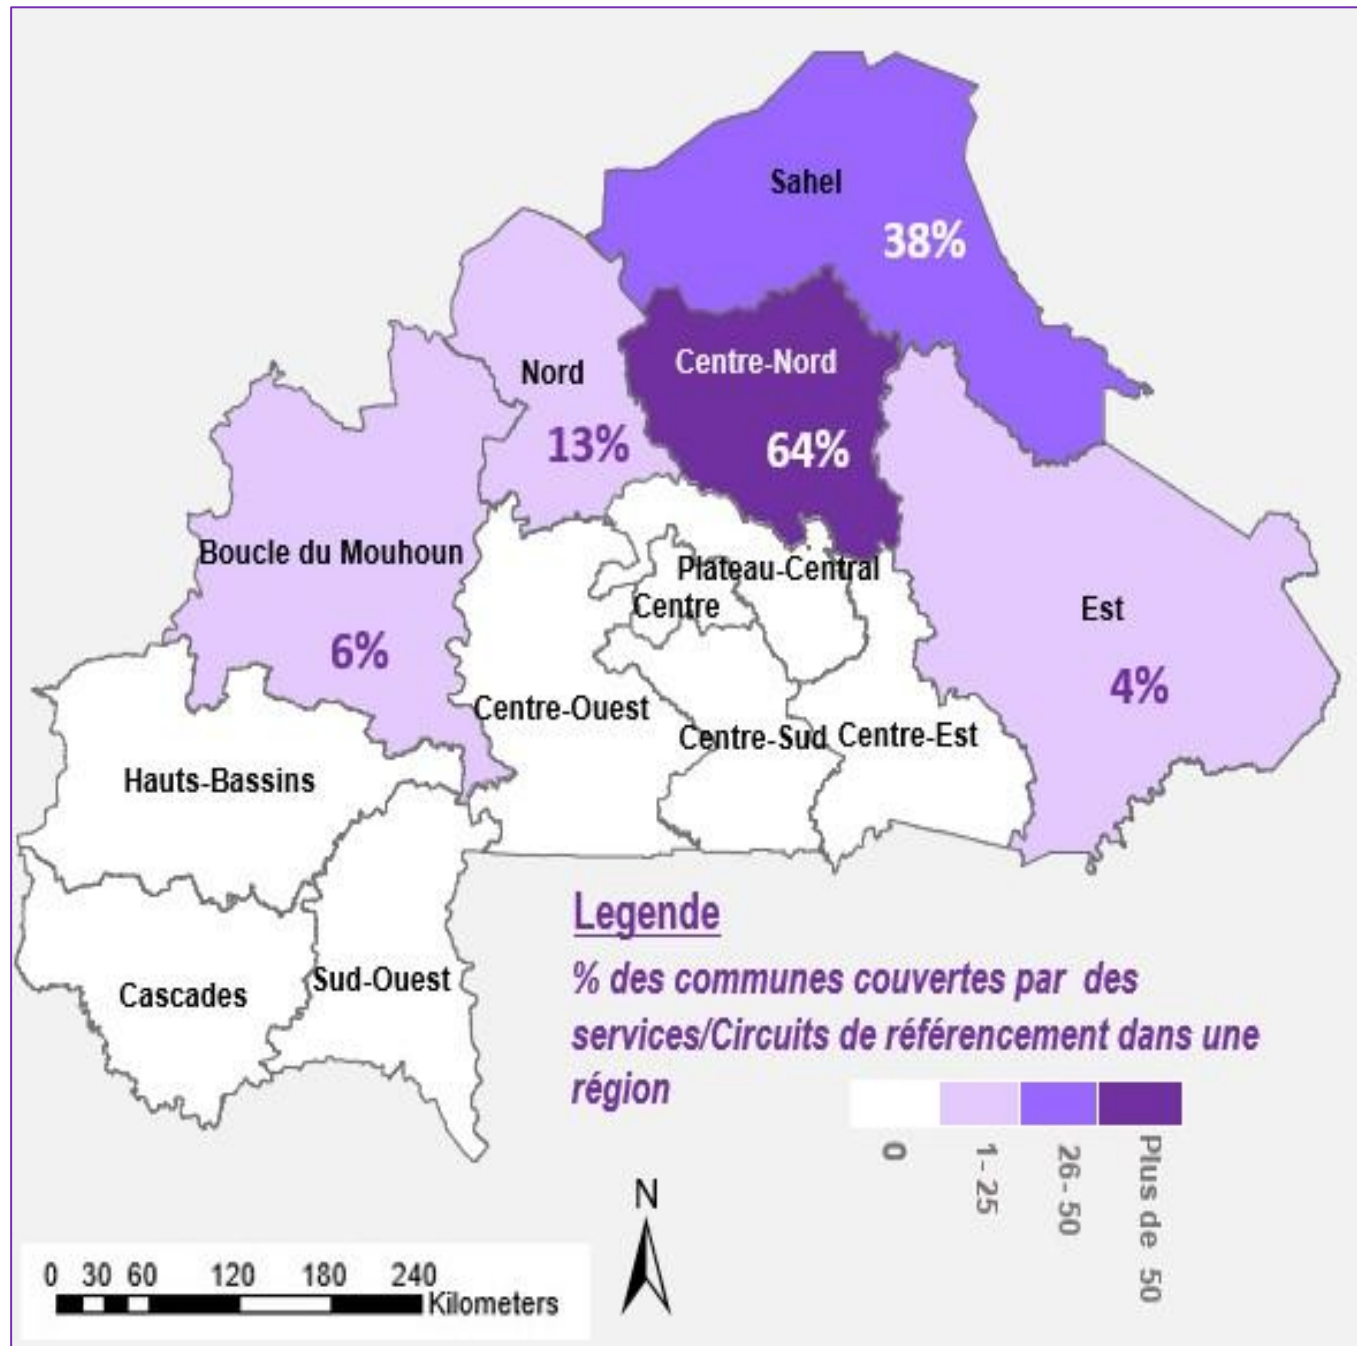 Sahel
38%
Centre-Nord
64%
Nord
13%
Boucle du Mouhoun
6%
Plateau-Central
Centre
Est
4%
Centre-Ouest
Centre-Sud
Centre-Est
Hauts-Bassins
Cascades
Sud-Ouest
Legende
% des communes couvertes par des
services/Circuits de référencement dans une
région
0
1-25
26-50
Plus de 50
N
0 30 60 120 180 240
Kilometers